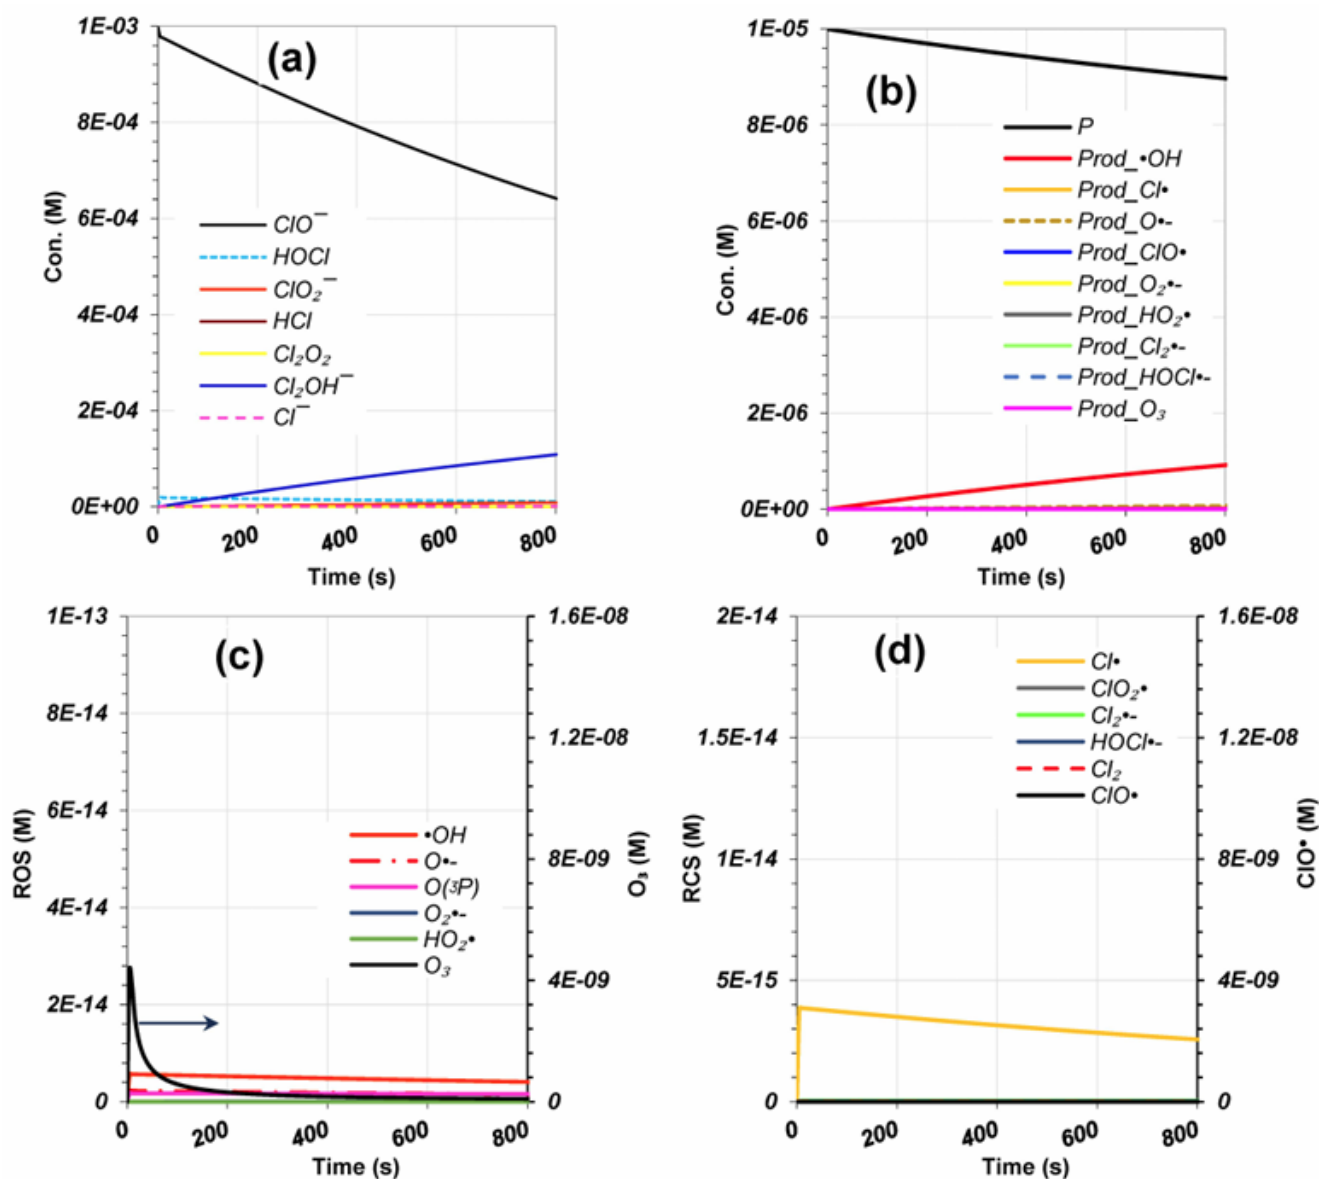 (a)
1E-03
8E-04
6E-04
4E-04
2E-04
0E+00
Con. (M)
ClO⁻
HOCl
ClO₂⁻
HCl
Cl₂O₂
Cl₂OH⁻
Cl⁻
0
200
400
600
800
Time (s)
(b)
1E-05
8E-06
6E-06
4E-06
2E-06
0E+00
Con. (M)
P
Prod_•OH
Prod_Cl•
Prod_O•-
Prod_ClO•
Prod_O₂•-
Prod_HO₂•
Prod_Cl₂•-
Prod_HOCl•-
Prod_O₃
0
200
400
600
800
Time (s)
(c)
1E-13
8E-14
6E-14
4E-14
2E-14
0
ROS (M)
•OH
O•-
O(³P)
O₂•-
HO₂•
O₃
1.6E-08
1.2E-08
8E-09
4E-09
0
O₃ (M)
0
200
400
600
800
Time (s)
(d)
2E-14
1.5E-14
1E-14
5E-15
0
RCS (M)
Cl•
ClO₂•
Cl₂•-
HOCl•-
Cl₂
ClO•
1.6E-08
1.2E-08
8E-09
4E-09
0
ClO• (M)
0
200
400
600
800
Time (s)